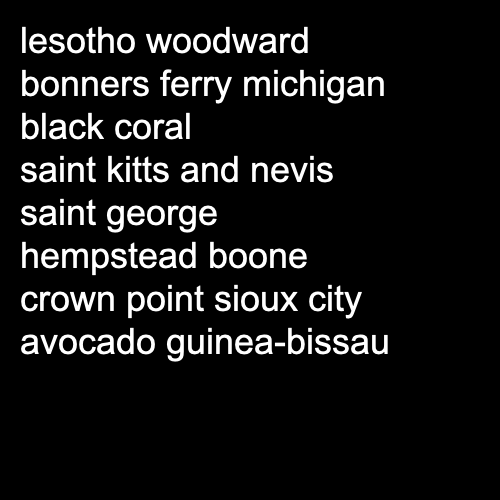 lesotho woodward
bonners ferry michigan
black coral
saint kitts and nevis
saint george
hempstead boone
crown point sioux city
avocado guinea-bissau